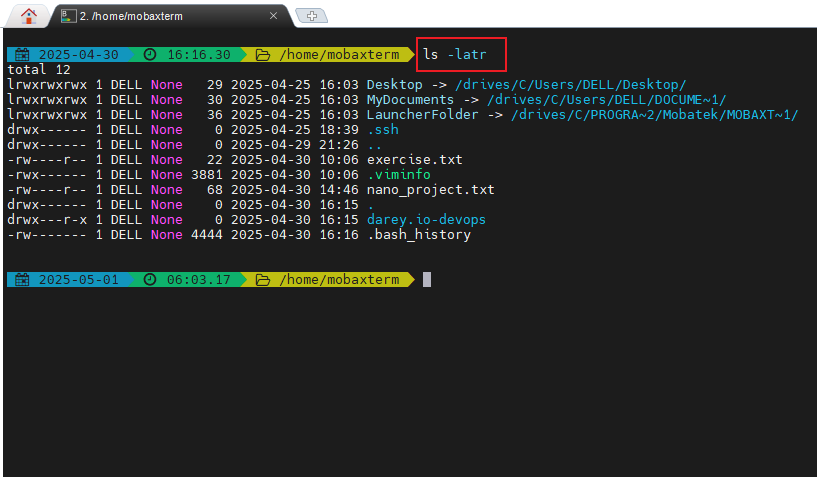 2. /home/mobaxterm
2025-04-30 16:16.30 /home/mobaxterm ls -latr
total 12
lrwxrwxrwx 1 DELL None   29 2025-04-25 16:03 Desktop -> /drives/C/Users/DELL/Desktop/
lrwxrwxrwx 1 DELL None   30 2025-04-25 16:03 MyDocuments -> /drives/C/Users/DELL/DOCUME~1/
lrwxrwxrwx 1 DELL None   36 2025-04-25 16:03 LauncherFolder -> /drives/C/PROGRA~2/Mobatek/MOBAXT~1/
drwx------ 1 DELL None    0 2025-04-25 18:39 .ssh
drwx------ 1 DELL None    0 2025-04-29 21:26 ..
-rw----r-- 1 DELL None   22 2025-04-30 10:06 exercise.txt
-rw------- 1 DELL None 3881 2025-04-30 10:06 .viminfo
-rw----r-- 1 DELL None   68 2025-04-30 14:46 nano_project.txt
drwx------ 1 DELL None    0 2025-04-30 16:15 .
drwx---r-x 1 DELL None    0 2025-04-30 16:15 darey.io-devops
-rw------- 1 DELL None 4444 2025-04-30 16:16 .bash_history
2025-05-01 06:03.17 /home/mobaxterm